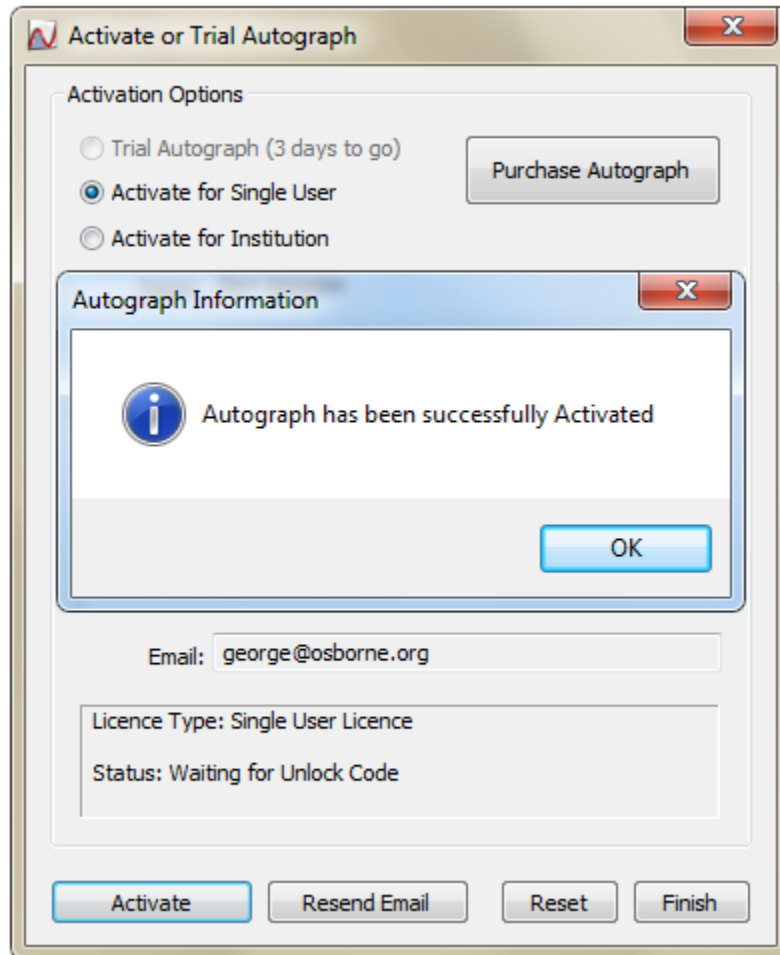 Activate or Trial Autograph
Activation Options
Trial Autograph (3 days to go)
Purchase Autograph
Activate for Single User
Activate for Institution
Autograph Information
Autograph has been successfully Activated
OK
Email: george@osborne.org
Licence Type: Single User Licence
Status: Waiting for Unlock Code
Activate Resend Email Reset Finish